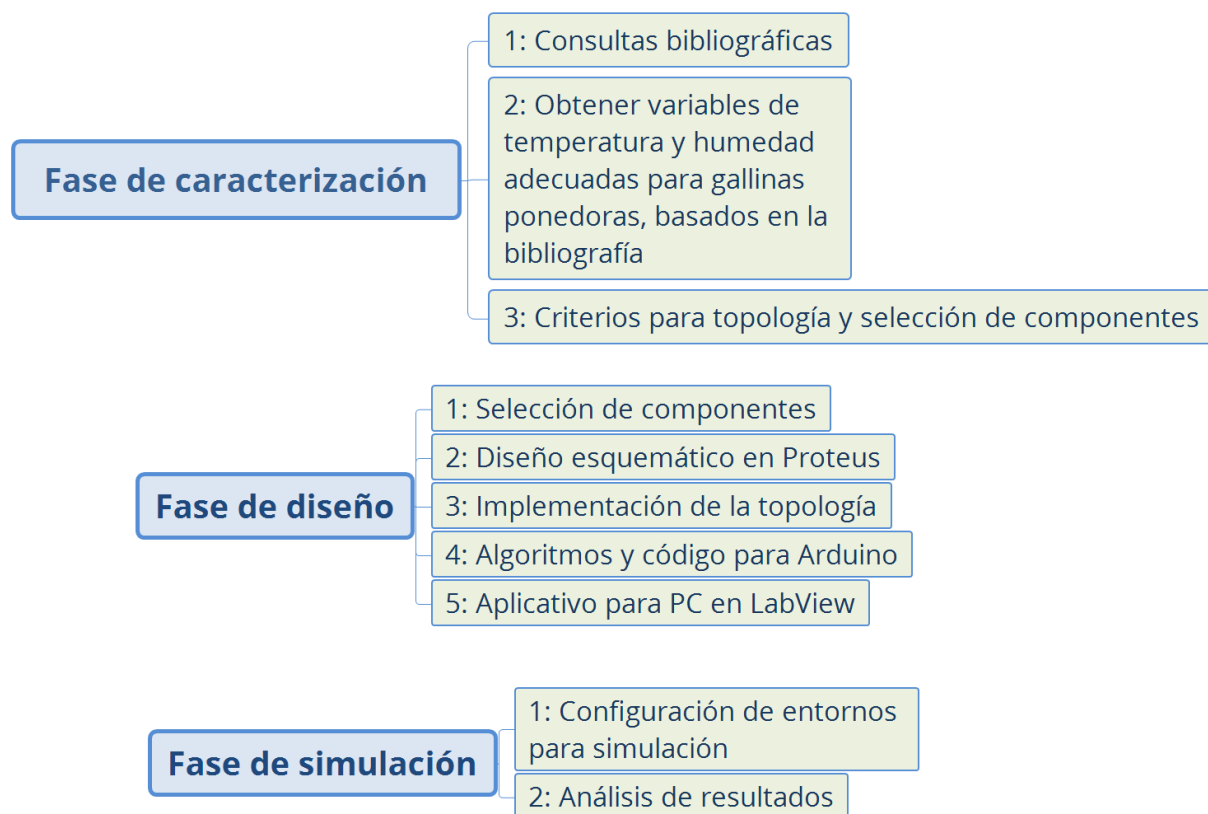 Fase de caracterización
1: Consultas bibliográficas
2: Obtener variables de
temperatura y humedad
adecuadas para gallinas
ponedoras, basados en la
bibliografía
3: Criterios para topología y selección de componentes
Fase de diseño
1: Selección de componentes
2: Diseño esquemático en Proteus
3: Implementación de la topología
4: Algoritmos y código para Arduino
5: Aplicativo para PC en LabView
Fase de simulación
1: Configuración de entornos
para simulación
2: Análisis de resultados